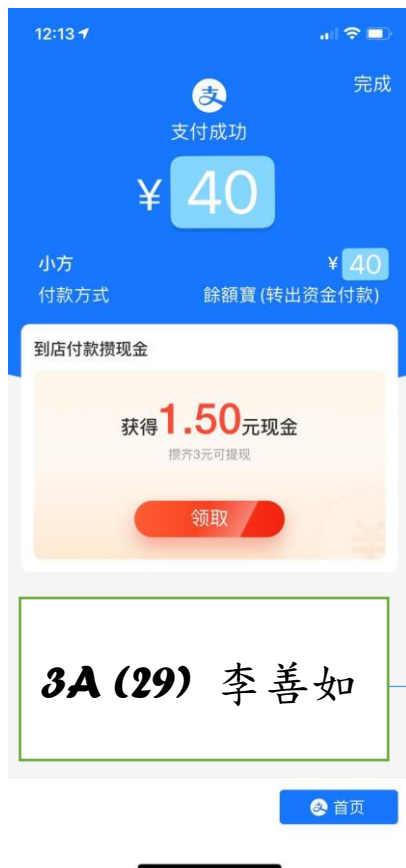 12:13
完成
支
支付成功
¥ 40
小方 ¥ 40
付款方式 餘額寶 (转出资金付款)
到店付款攒现金
获得1.50元现金
攒齐3元可提现
领取
3A (29) 李善如
支 首页